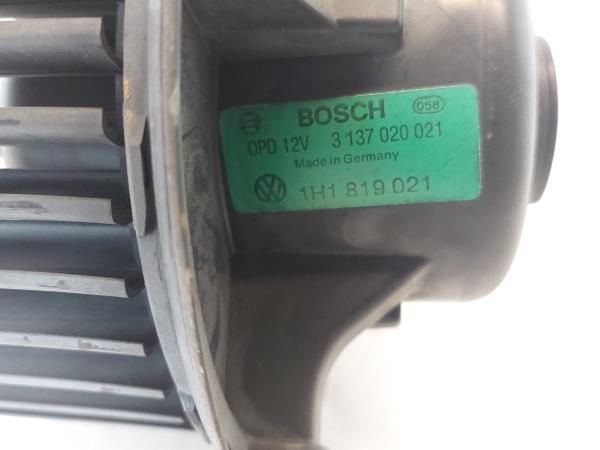 BOSCH 058
DPD 12V 3 137 020 021
Made in Germany
1H1 819 021